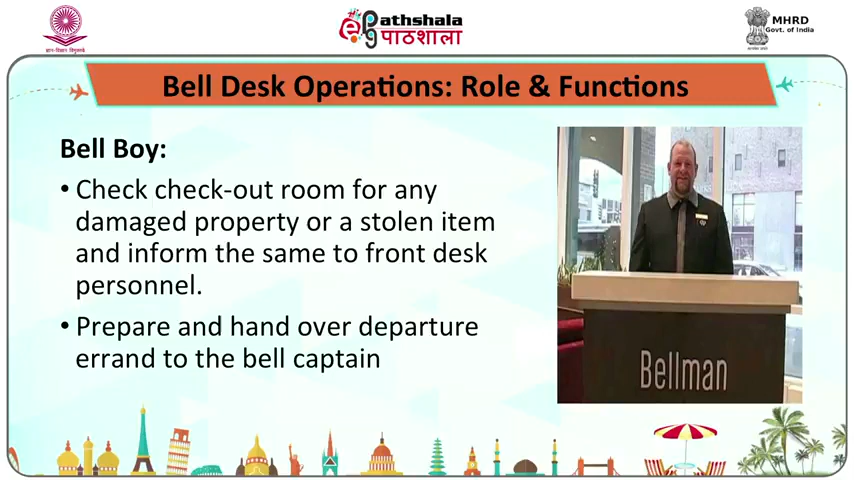 ज्ञान-विज्ञान विमुक्तये
ePathshala
पाठशाला
MHRD
Govt. of India
Bell Desk Operations: Role & Functions
Bell Boy:
• Check check-out room for any
damaged property or a stolen item
and inform the same to front desk
personnel.
• Prepare and hand over departure
errand to the bell captain
Bellman